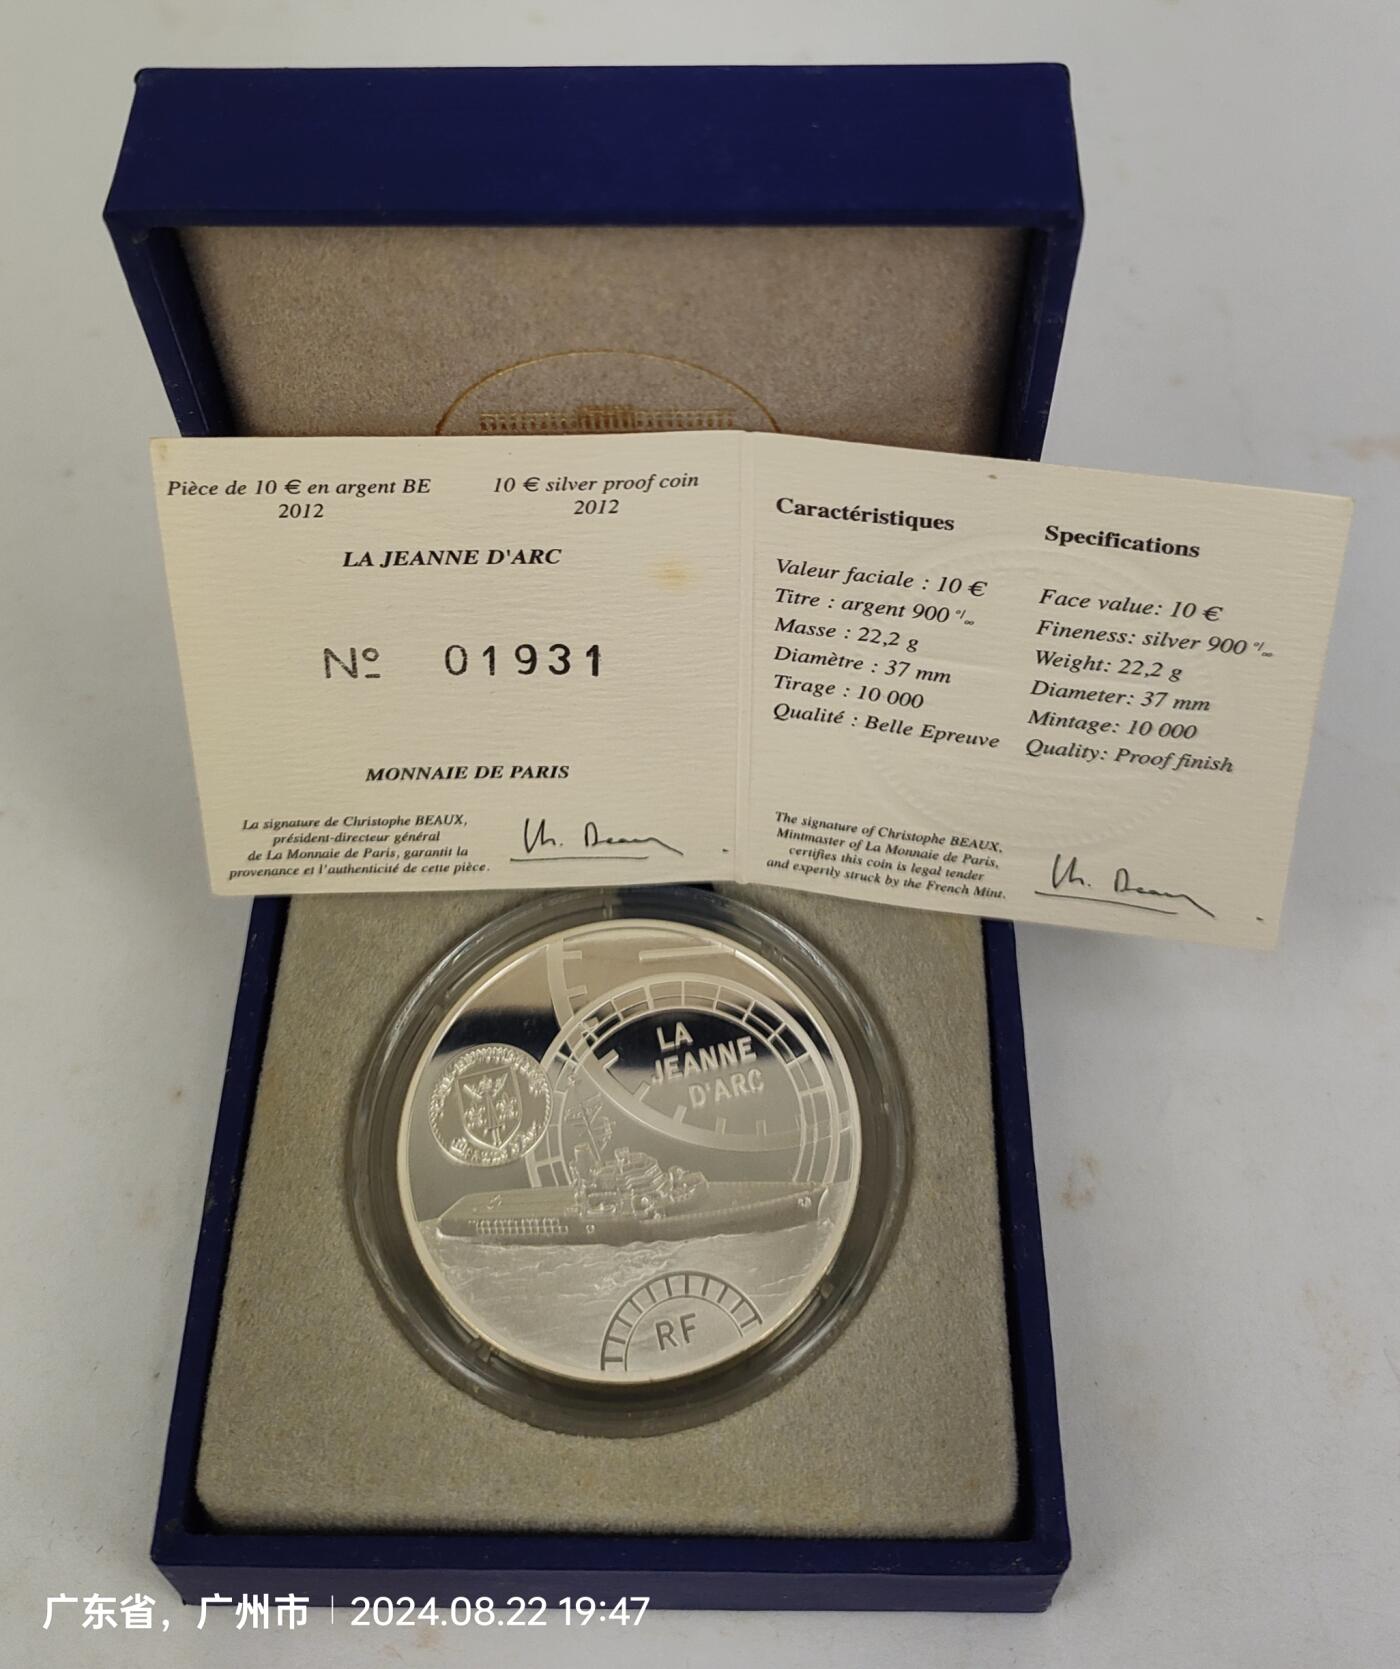 Pièce de 10 € en argent BE
2012
10 € silver proof coin
2012
LA JEANNE D'ARC
Nº 01931
MONNAIE DE PARIS
La signature de Christophe BEAUX,
président-directeur général
de La Monnaie de Paris, garantit la
provenance et l'authenticité de cette pièce.
Ch. Beaux
Caractéristiques
Valeur faciale : 10 €
Titre : argent 900 °/∞
Masse : 22,2 g
Diamètre : 37 mm
Tirage : 10 000
Qualité : Belle Epreuve
Specifications
Face value: 10 €
Fineness: silver 900 °/∞
Weight: 22,2 g
Diameter: 37 mm
Mintage: 10 000
Quality: Proof finish
The signature of Christophe BEAUX,
Mintmaster of La Monnaie de Paris,
certifies this coin is legal tender
and expertly struck by the French Mint.
Ch. Beaux
LA
JEANNE
D'ARC
JEANNE D'ARC
RF
广东省，广州市 | 2024.08.22 19:47